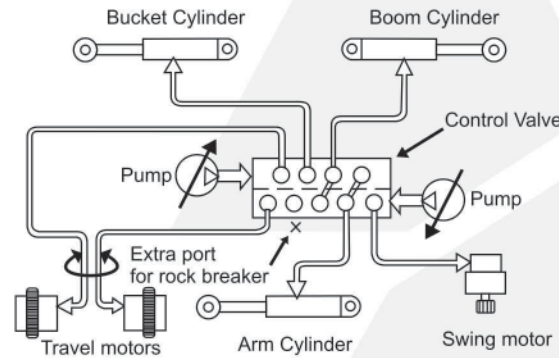 Bucket Cylinder
Boom Cylinder
Control Valve
Pump
Pump
Extra port
for rock breaker
×
Travel motors
Arm Cylinder
Swing motor